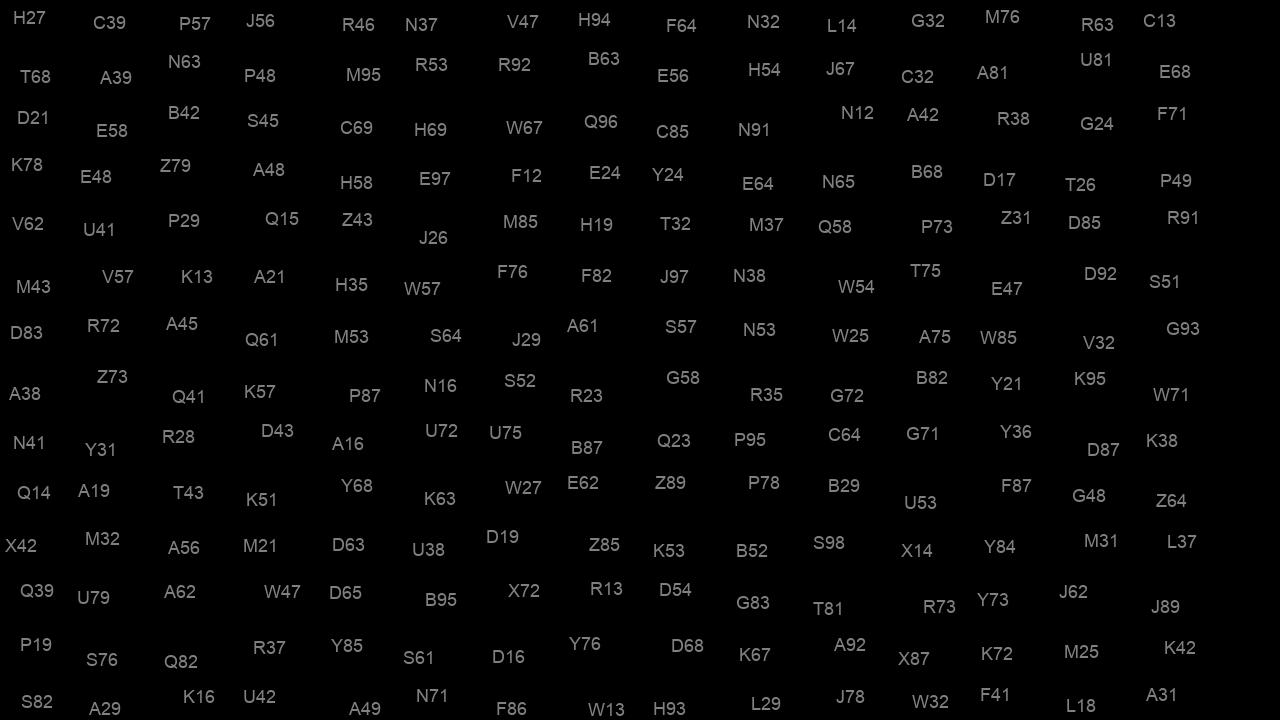 H27 C39 P57 J56 R46 N37 V47 H94 F64 N32 L14 G32 M76 R63 C13
T68 A39 N63 P48 M95 R53 R92 B63 E56 H54 J67 C32 A81 U81 E68
D21 E58 B42 S45 C69 H69 W67 Q96 C85 N91 N12 A42 R38 G24 F71
K78 E48 Z79 A48 H58 E97 F12 E24 Y24 E64 N65 B68 D17 T26 P49
V62 U41 P29 Q15 Z43 J26 M85 H19 T32 M37 Q58 P73 Z31 D85 R91
M43 V57 K13 A21 H35 W57 F76 F82 J97 N38 W54 T75 E47 D92 S51
D83 R72 A45 Q61 M53 S64 J29 A61 S57 N53 W25 A75 W85 V32 G93
A38 Z73 Q41 K57 P87 N16 S52 R23 G58 R35 G72 B82 Y21 K95 W71
N41 Y31 R28 D43 A16 U72 U75 B87 Q23 P95 C64 G71 Y36 D87 K38
Q14 A19 T43 K51 Y68 K63 W27 E62 Z89 P78 B29 U53 F87 G48 Z64
X42 M32 A56 M21 D63 U38 D19 Z85 K53 B52 S98 X14 Y84 M31 L37
Q39 U79 A62 W47 D65 B95 X72 R13 D54 G83 T81 R73 Y73 J62 J89
P19 S76 Q82 R37 Y85 S61 D16 Y76 D68 K67 A92 X87 K72 M25 K42
S82 A29 K16 U42 A49 N71 F86 W13 H93 L29 J78 W32 F41 L18 A31